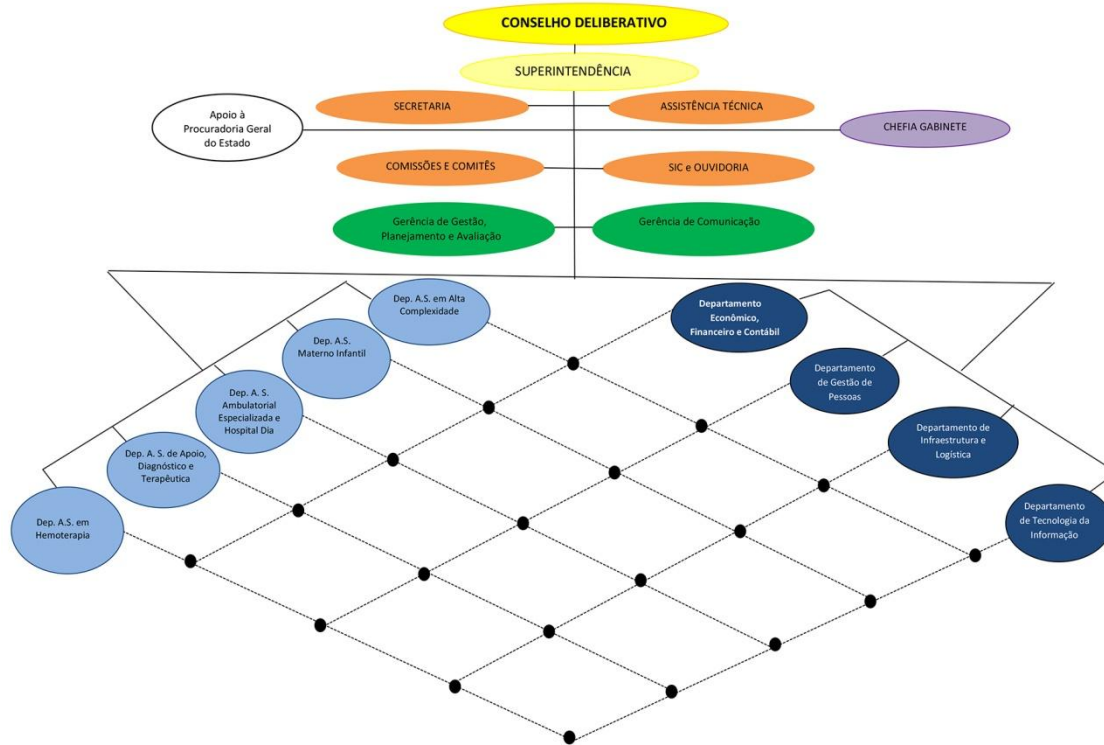 CONSELHO DELIBERATIVO
SUPERINTENDÊNCIA
SECRETARIA
ASSISTÊNCIA TÉCNICA
Apoio à
Procuradoria Geral
do Estado
CHEFIA GABINETE
COMISSÕES E COMITÊS
SIC e OUVIDORIA
Gerência de Gestão,
Planejamento e Avaliação
Gerência de Comunicação
Dep. A.S. em Alta
Complexidade
Departamento
Econômico,
Financeiro e Contábil
Dep. A.S.
Materno Infantil
Departamento
de Gestão de
Pessoas
Dep. A. S.
Ambulatorial
Especializada e
Hospital Dia
Departamento de
Infraestrutura e
Logística
Dep. A. S. de Apoio,
Diagnóstico e
Terapêutica
Departamento
de Tecnologia da
Informação
Dep. A.S. em
Hemoterapia